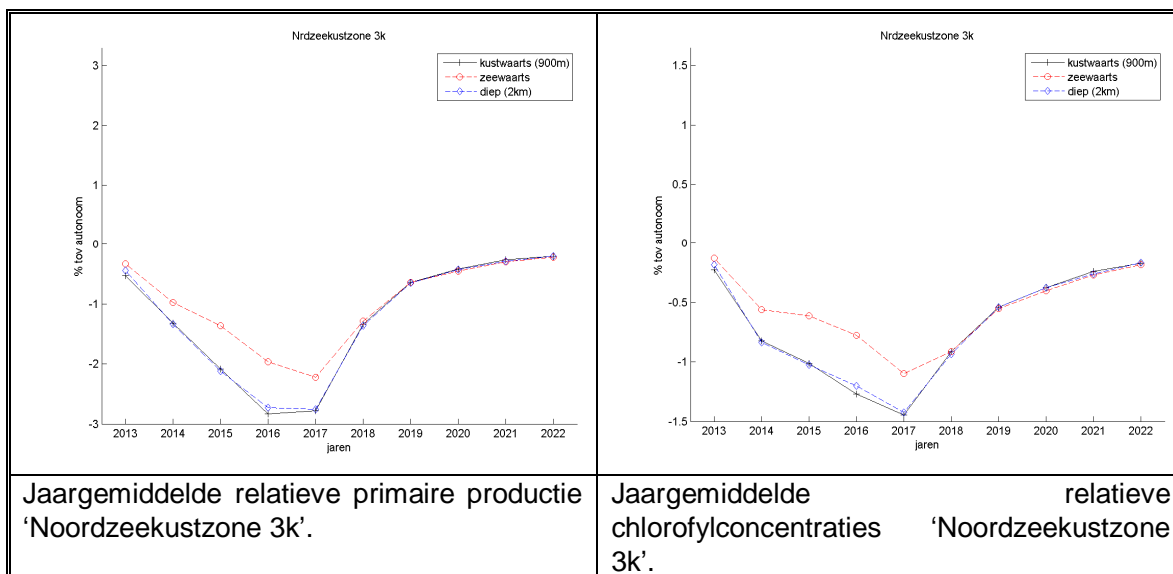 Nrdzeekustzone 3k
kustwaarts (900m)
zeewaarts
diep (2km)
% tov autonoom
3
2
1
0
-1
-2
-3
2013 2014 2015 2016 2017 2018 2019 2020 2021 2022
jaren
Nrdzeekustzone 3k
kustwaarts (900m)
zeewaarts
diep (2km)
% tov autonoom
1.5
1
0.5
0
-0.5
-1
-1.5
2013 2014 2015 2016 2017 2018 2019 2020 2021 2022
jaren
Jaargemiddelde relatieve primaire productie
‘Noordzeekustzone 3k’.
Jaargemiddelde relatieve
chlorofylconcentraties ‘Noordzeekustzone
3k’.